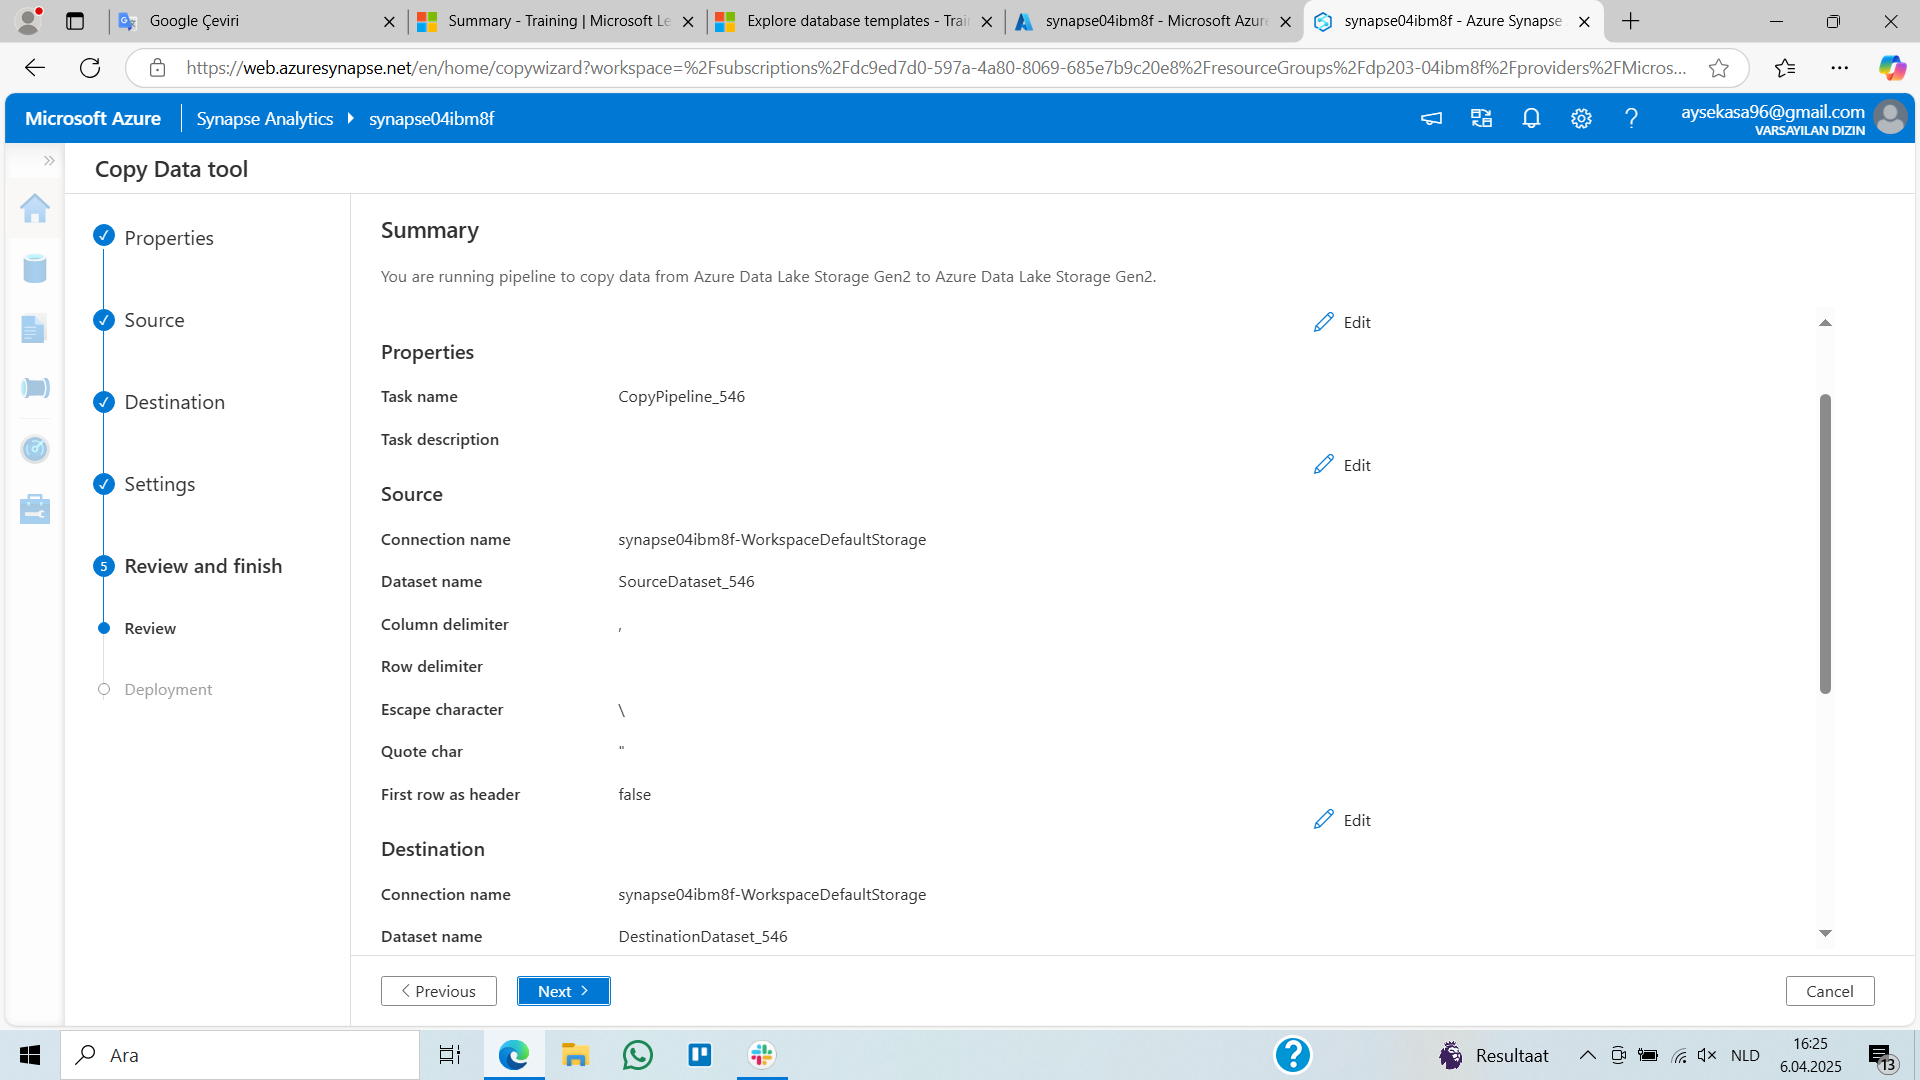 Google Çeviri
Summary - Training | Microsoft Le
Explore database templates - Trai
synapse04ibm8f - Microsoft Azure
synapse04ibm8f - Azure Synapse
https://web.azuresynapse.net/en/home/copywizard?workspace=%2Fsubscriptions%2Fdc9ed7d0-597a-4a80-8069-685e7b9c20e8%2FresourceGroups%2Fdp203-04ibm8f%2Fproviders%2FMicros...
Microsoft Azure
Synapse Analytics
synapse04ibm8f
aysekasa96@gmail.com
VARSAYILAN DIZIN
Copy Data tool
Properties
Source
Destination
Settings
5 Review and finish
Review
Deployment
Summary
You are running pipeline to copy data from Azure Data Lake Storage Gen2 to Azure Data Lake Storage Gen2.
Edit
Properties
Task name CopyPipeline_546
Task description
Edit
Source
Connection name synapse04ibm8f-WorkspaceDefaultStorage
Dataset name SourceDataset_546
Column delimiter ,
Row delimiter
Escape character \
Quote char "
First row as header false
Edit
Destination
Connection name synapse04ibm8f-WorkspaceDefaultStorage
Dataset name DestinationDataset_546
Previous
Next
Cancel
Ara
Resultaat
NLD
16:25
6.04.2025
13